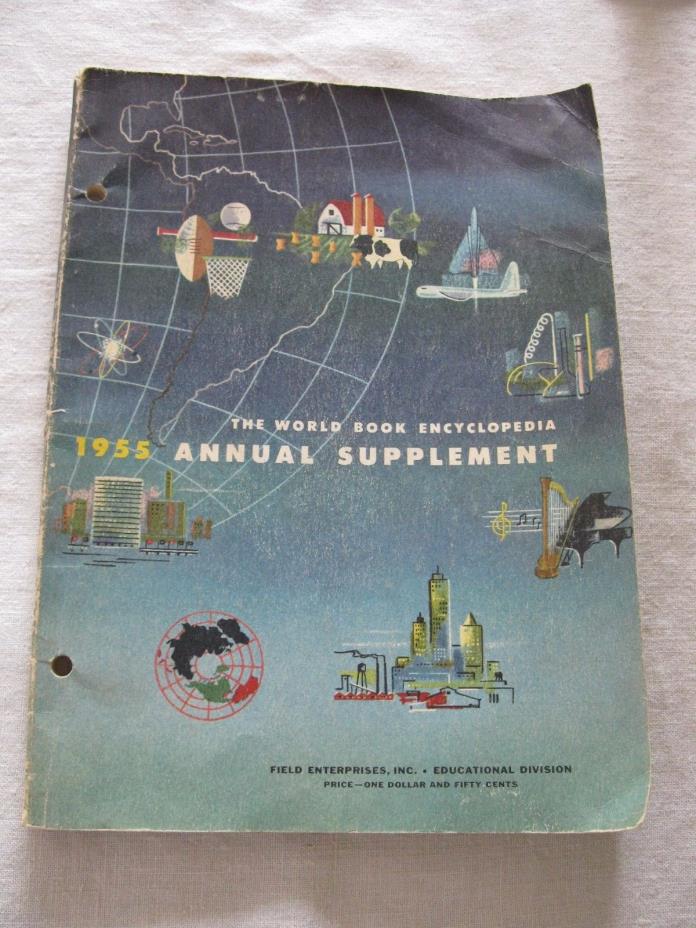 THE WORLD BOOK ENCYCLOPEDIA
1955 ANNUAL SUPPLEMENT
FIELD ENTERPRISES, INC. • EDUCATIONAL DIVISION
PRICE—ONE DOLLAR AND FIFTY CENTS